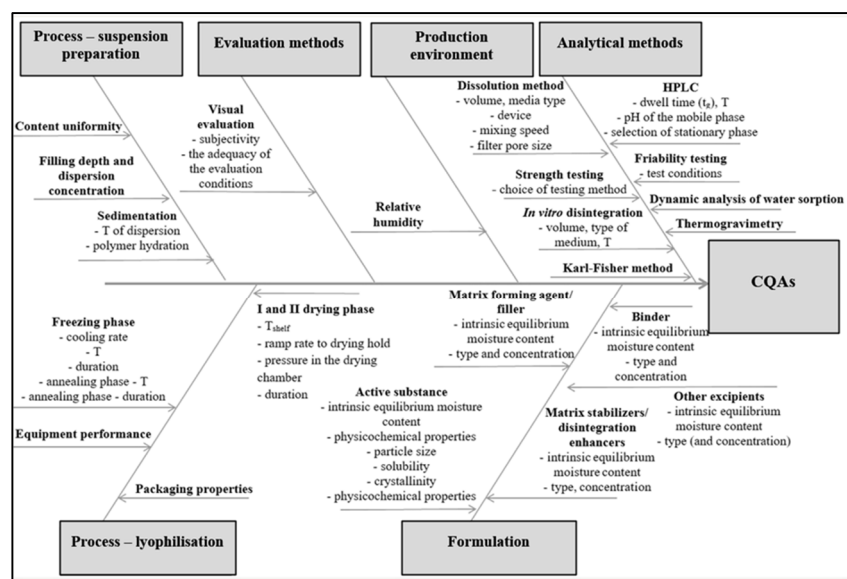 Process – suspension
preparation
Evaluation methods
Production
environment
Analytical methods
Content uniformity
Filling depth and
dispersion
concentration
Sedimentation
- T of dispersion
- polymer hydration
Visual
evaluation
- subjectivity
- the adequacy of
the evaluation
conditions
Relative
humidity
Dissolution method
- volume, media type
- device
- mixing speed
- filter pore size
Strength testing
- choice of testing method
In vitro disintegration
- volume, type of
medium, T
Karl-Fisher method
HPLC
- dwell time (tR), T
- pH of the mobile phase
- selection of stationary phase
Friability testing
- test conditions
Dynamic analysis of water sorption
Thermogravimetry
CQAs
Freezing phase
- cooling rate
- T
- duration
- annealing phase - T
- annealing phase - duration
Equipment performance
Packaging properties
I and II drying phase
- Tshelf
- ramp rate to drying hold
- pressure in the drying
chamber
- duration
Matrix forming agent/
filler
- intrinsic equilibrium
moisture content
- type and concentration
Active substance
- intrinsic equilibrium moisture
content
- physicochemical properties
- particle size
- solubility
- crystallinity
- physicochemical properties
Binder
- intrinsic equilibrium
moisture content
- type and
concentration
Other excipients
- intrinsic equilibrium
moisture content
- type (and concentration)
Matrix stabilizers/
disintegration
enhancers
- intrinsic equilibrium
moisture content
- type, concentration
Process – lyophilisation
Formulation